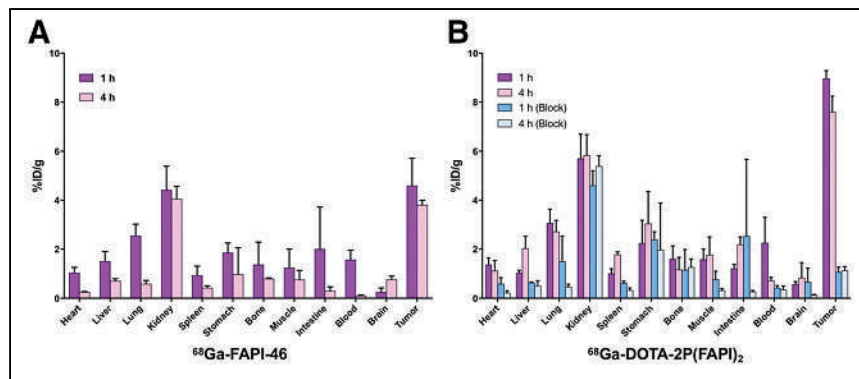 A
10
8
6
4
2
0
%ID/g
1 h
4 h
Heart
Liver
Lung
Kidney
Spleen
Stomach
Bone
Muscle
Intestine
Blood
Brain
Tumor
⁶⁸Ga-FAPI-46
B
10
8
6
4
2
0
%ID/g
1 h
4 h
1 h (Block)
4 h (Block)
Heart
Liver
Lung
Kidney
Spleen
Stomach
Bone
Muscle
Intestine
Blood
Brain
Tumor
⁶⁸Ga-DOTA-2P(FAPI)₂